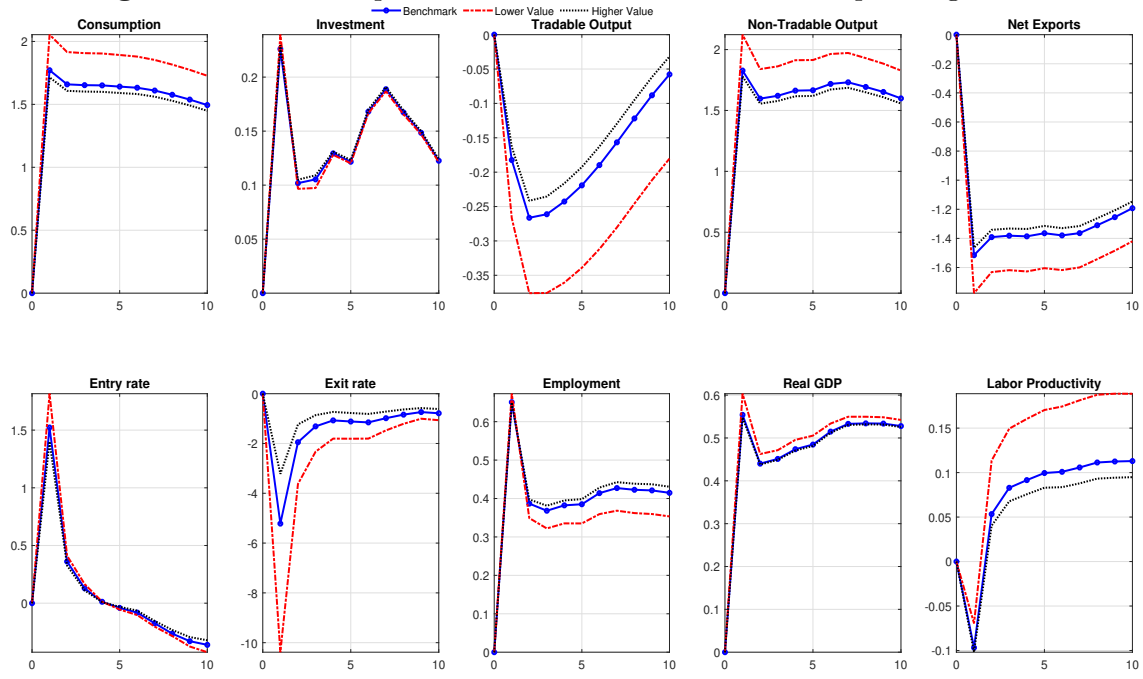 Benchmark Lower Value Higher Value
Consumption Investment Tradable Output Non-Tradable Output Net Exports
2 1.5 1 0.5 0
0 5 10
0.2 0.15 0.1 0.05 0
0 5 10
0 -0.05 -0.1 -0.15 -0.2 -0.25 -0.3 -0.35
0 5 10
2 1.5 1 0.5 0
0 5 10
0 -0.2 -0.4 -0.6 -0.8 -1 -1.2 -1.4 -1.6
0 5 10
Entry rate Exit rate Employment Real GDP Labor Productivity
1.5 1 0.5 0
0 5 10
0 -2 -4 -6 -8 -10
0 5 10
0.6 0.5 0.4 0.3 0.2 0.1 0
0 5 10
0.6 0.5 0.4 0.3 0.2 0.1 0
0 5 10
0.15 0.1 0.05 0 -0.05 -0.1
0 5 10